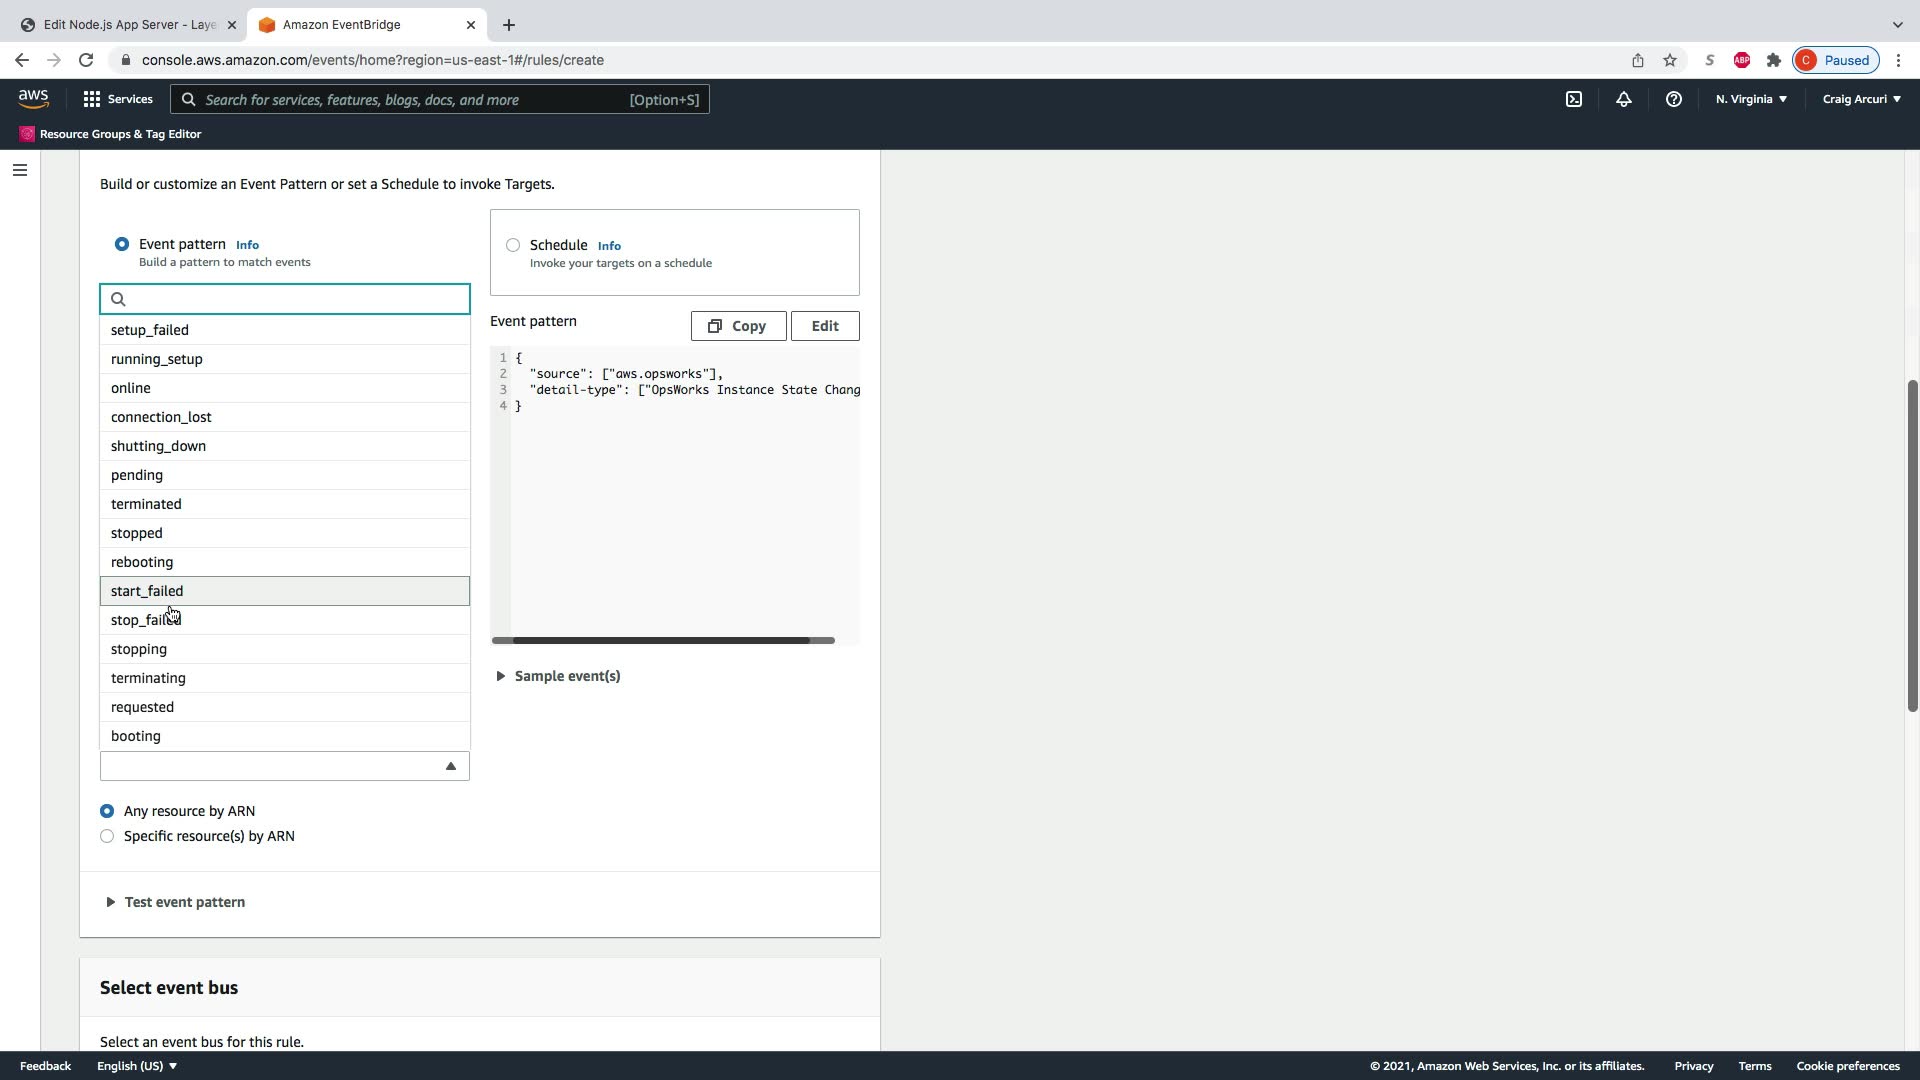 Edit Node.js App Server - Laye
Amazon EventBridge
console.aws.amazon.com/events/home?region=us-east-1#/rules/create
S
ABP
C Paused
aws
Services
Search for services, features, blogs, docs, and more [Option+S]
N. Virginia
Craig Arcuri
Resource Groups & Tag Editor
Build or customize an Event Pattern or set a Schedule to invoke Targets.
Event pattern Info
Build a pattern to match events
Schedule Info
Invoke your targets on a schedule
setup_failed
running_setup
online
connection_lost
shutting_down
pending
terminated
stopped
rebooting
start_failed
stop_failed
stopping
terminating
requested
booting
Event pattern
Copy
Edit
1 {
2 "source": ["aws.opsworks"],
3 "detail-type": ["OpsWorks Instance State Chang
4 }
Sample event(s)
Any resource by ARN
Specific resource(s) by ARN
Test event pattern
Select event bus
Select an event bus for this rule.
Feedback
English (US)
© 2021, Amazon Web Services, Inc. or its affiliates.
Privacy
Terms
Cookie preferences